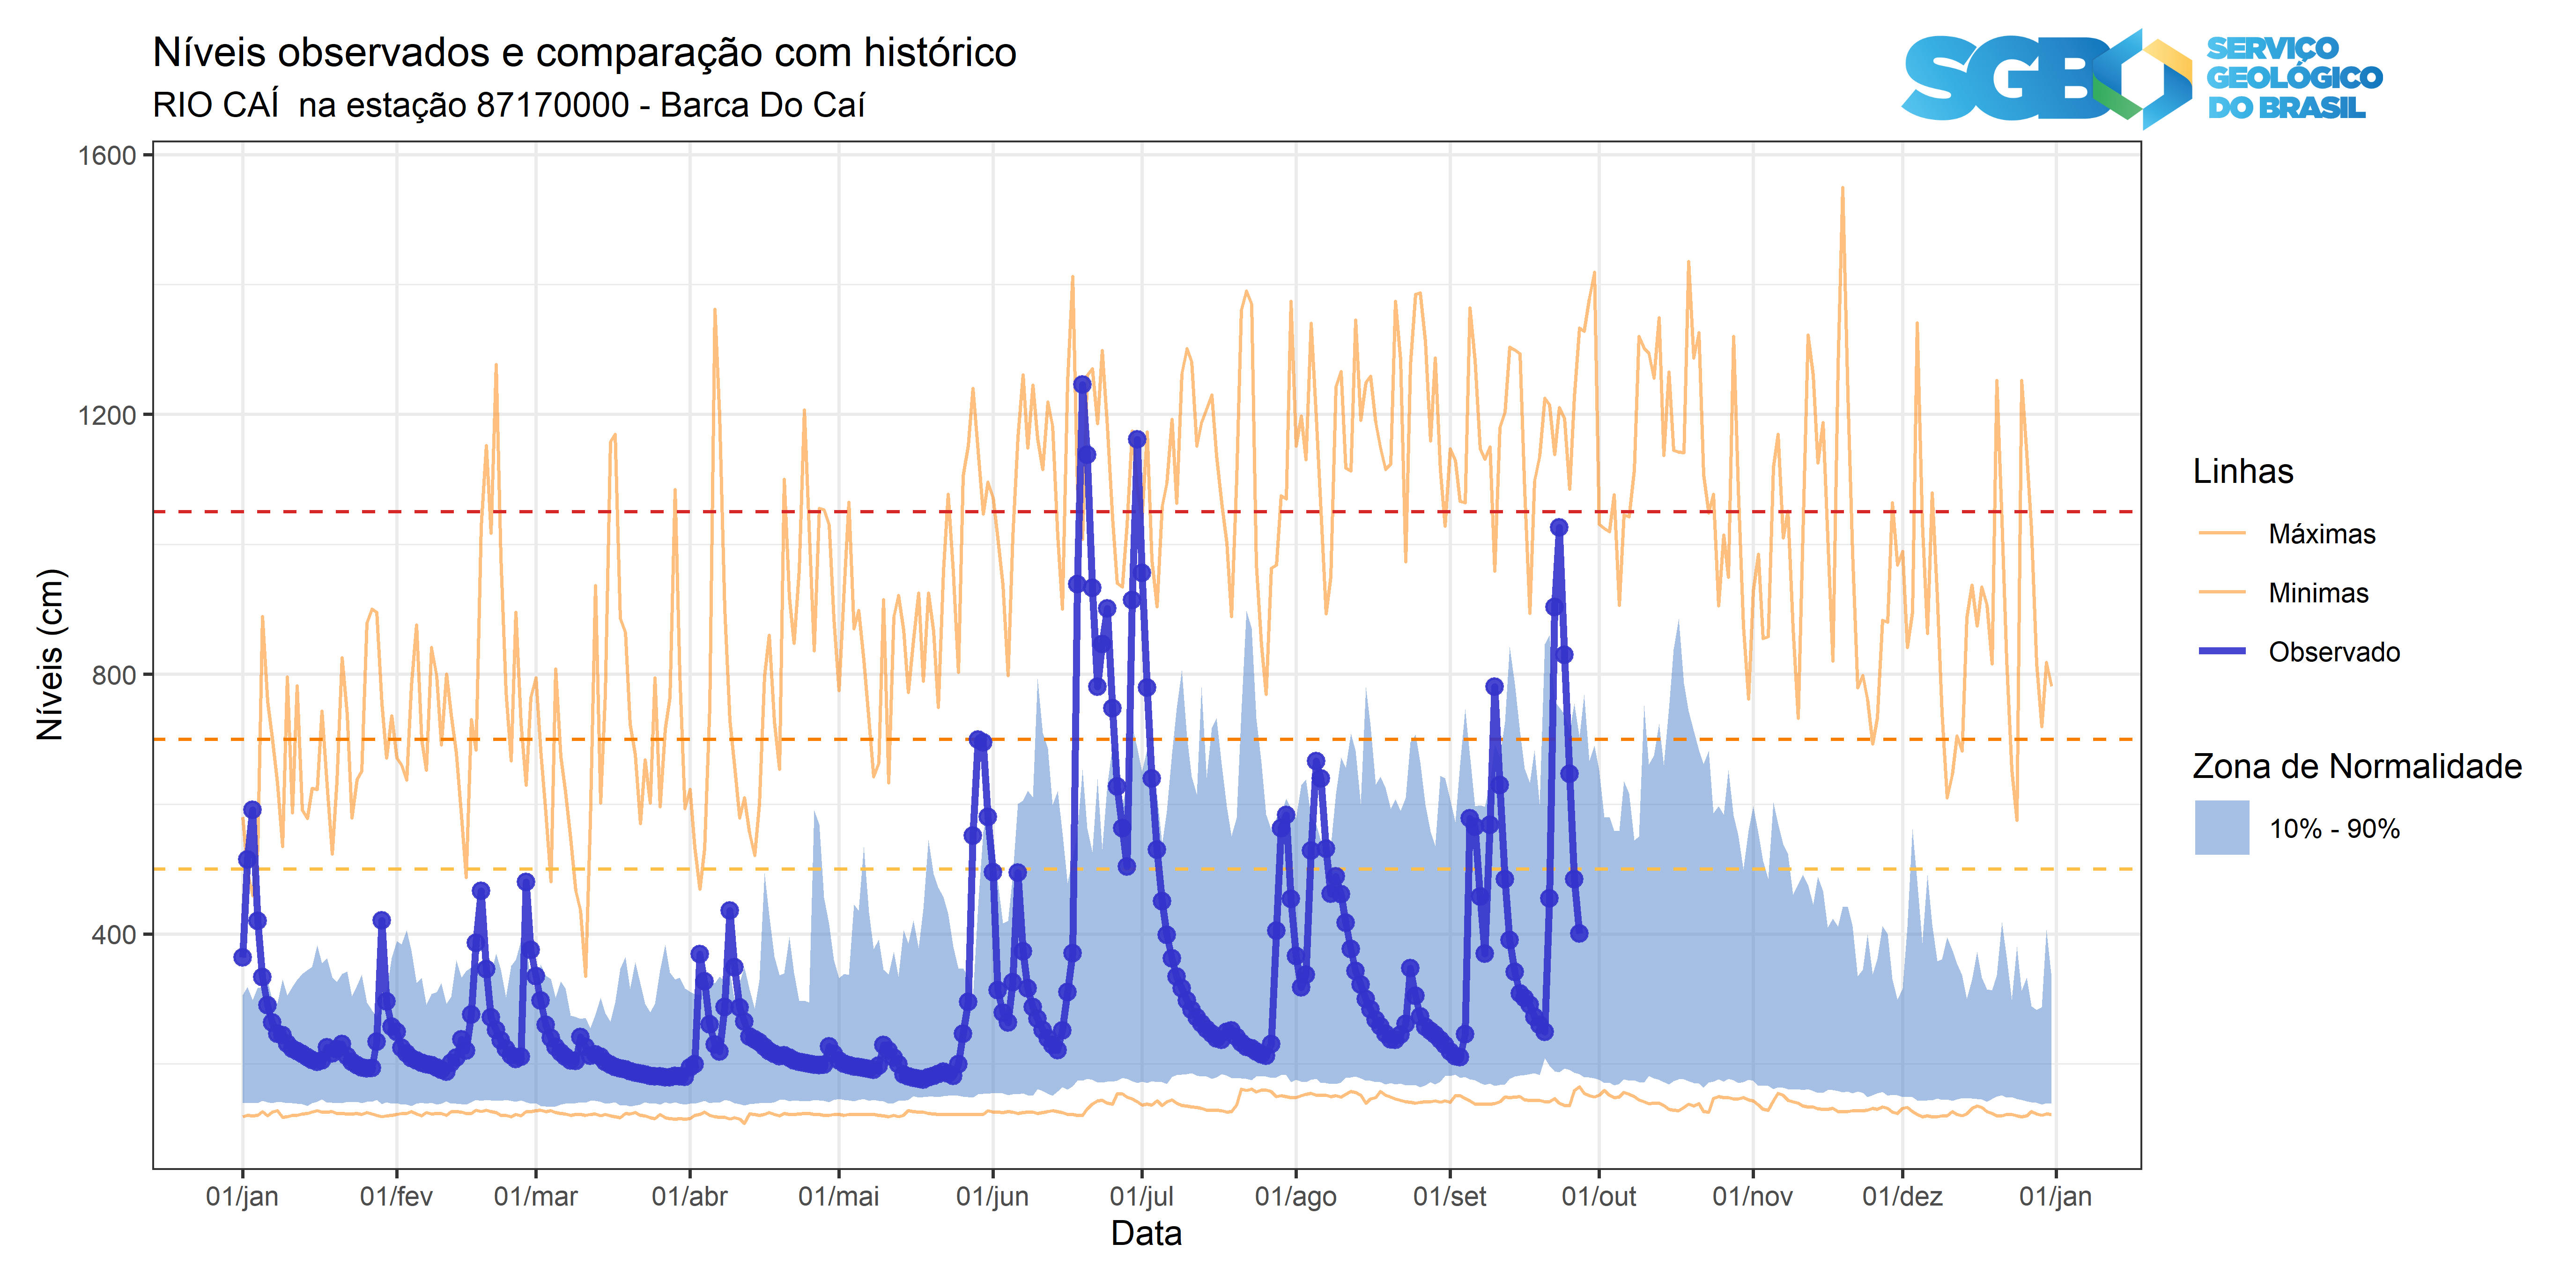 Níveis observados e comparação com histórico
RIO CAÍ  na estação 87170000 - Barca Do Caí
SGB
SERVIÇO
GEOLÓGICO
DO BRASIL
Níveis (cm)
1600
1200
800
400
01/jan
01/fev
01/mar
01/abr
01/mai
01/jun
01/jul
01/ago
01/set
01/out
01/nov
01/dez
01/jan
Data
Linhas
Máximas
Minimas
Observado
Zona de Normalidade
10% - 90%